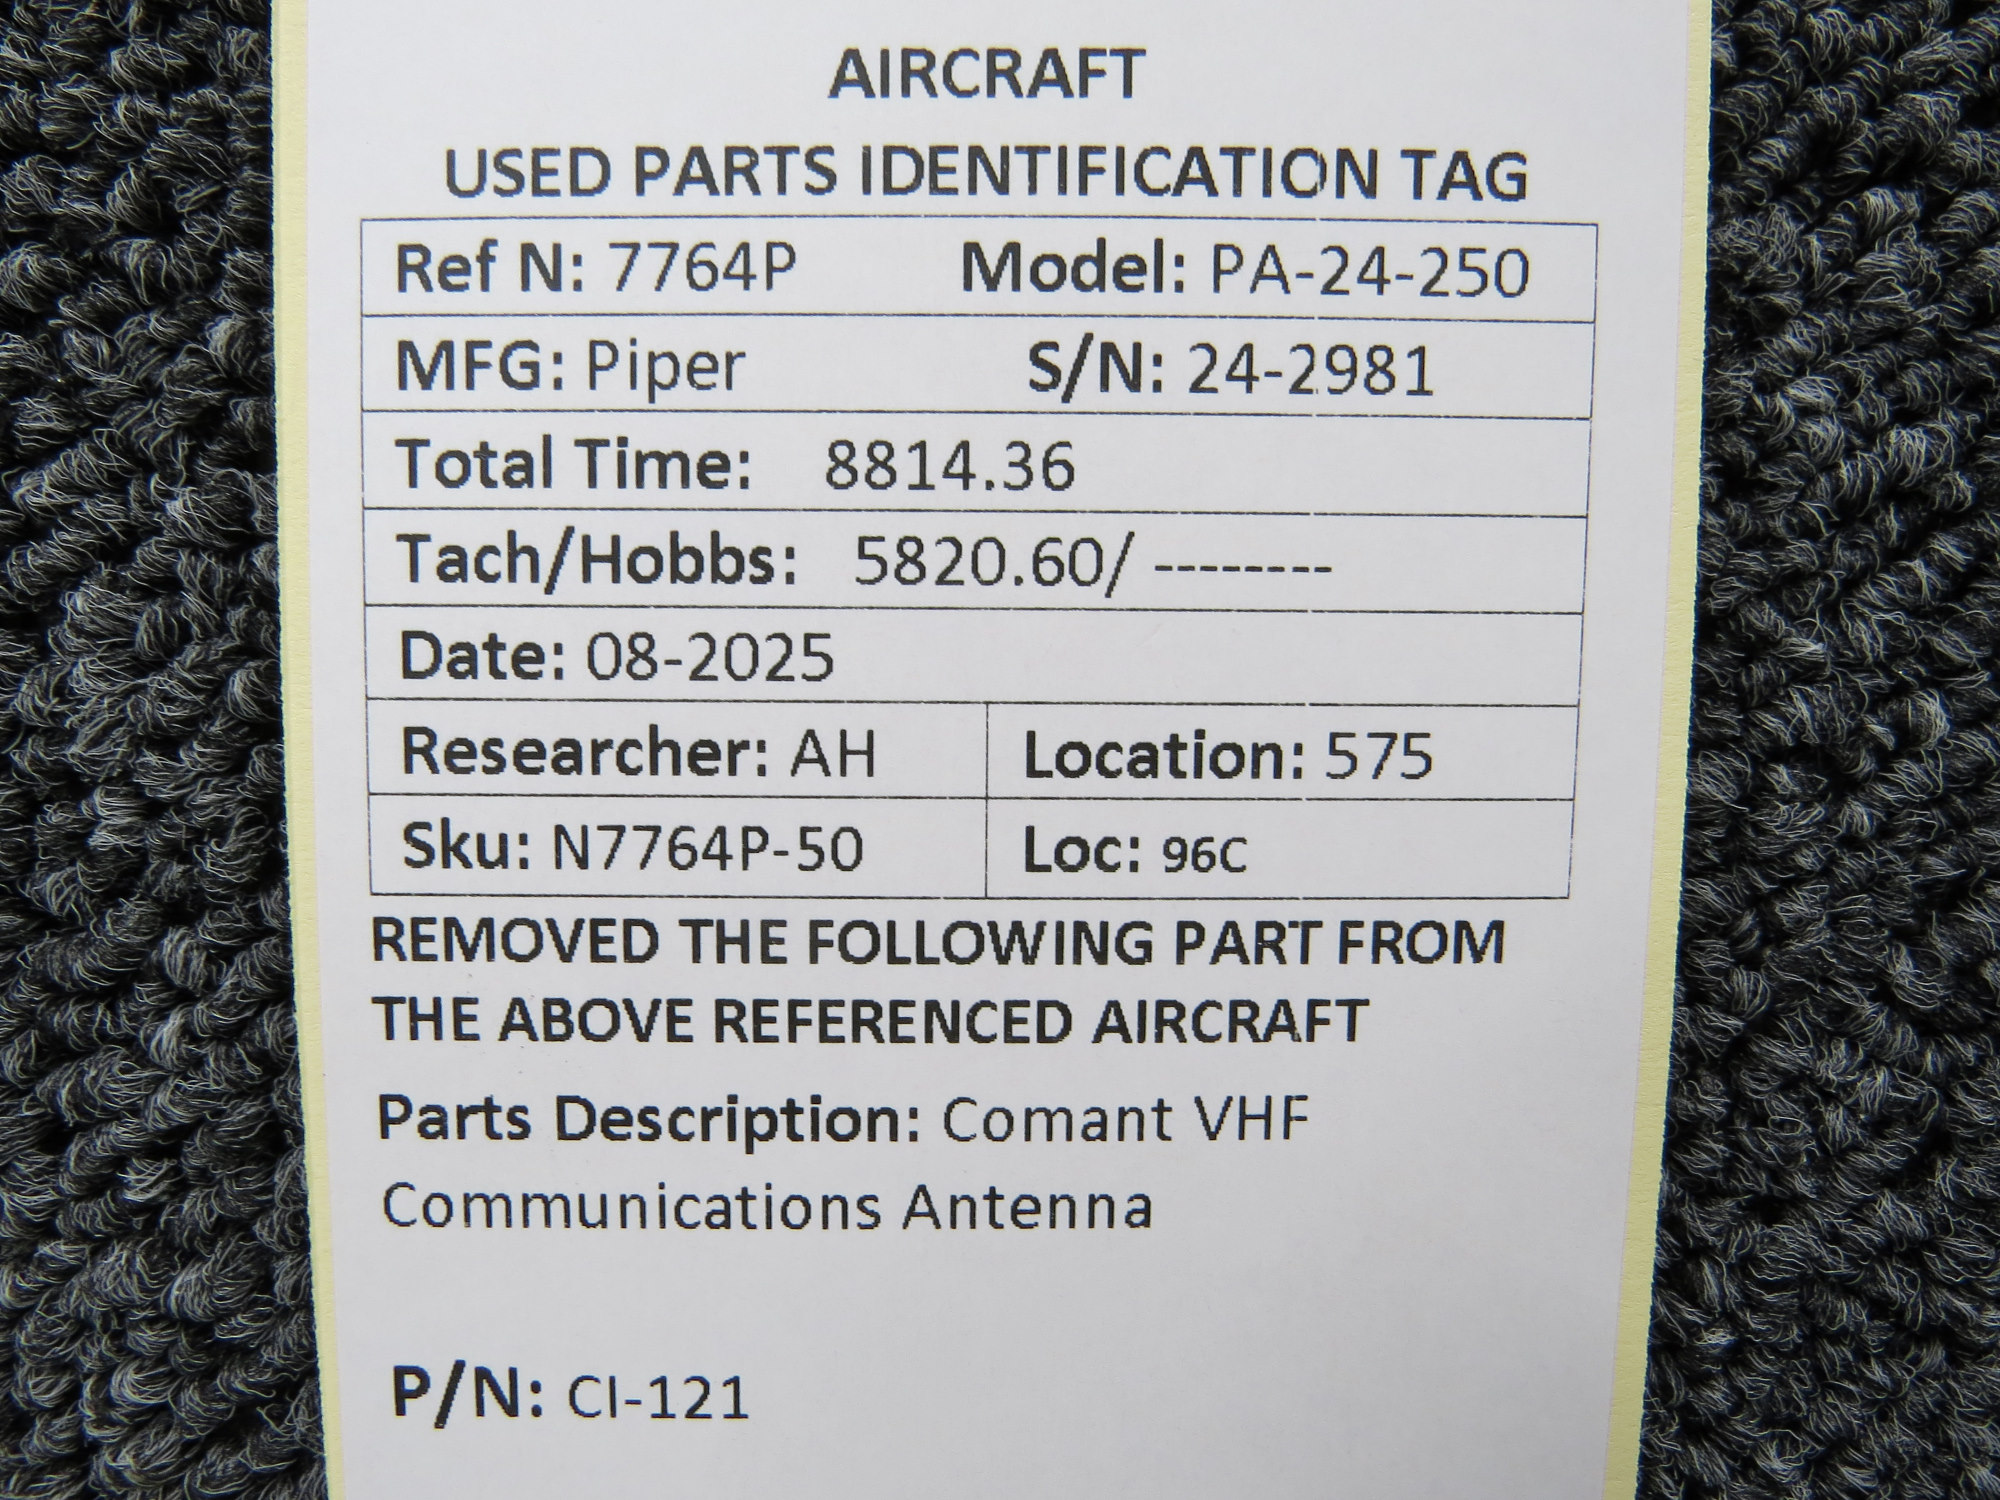 AIRCRAFT
USED PARTS IDENTIFICATION TAG
Ref N: 7764P Model: PA-24-250
MFG: Piper S/N: 24-2981
Total Time: 8814.36
Tach/Hobbs: 5820.60/ --------
Date: 08-2025
Researcher: AH Location: 575
Sku: N7764P-50 Loc: 96C
REMOVED THE FOLLOWING PART FROM
THE ABOVE REFERENCED AIRCRAFT
Parts Description: Comant VHF
Communications Antenna
P/N: CI-121